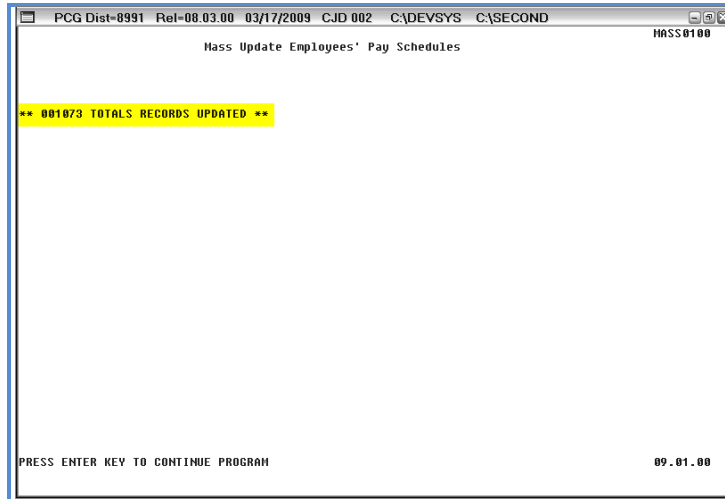 PCG Dist=8991 Rel=08.03.00 03/17/2009 CJD 002 C:\DEVSYS C:\SECOND
MASS0100
Mass Update Employees' Pay Schedules
** 001073 TOTALS RECORDS UPDATED **
PRESS ENTER KEY TO CONTINUE PROGRAM 09.01.00